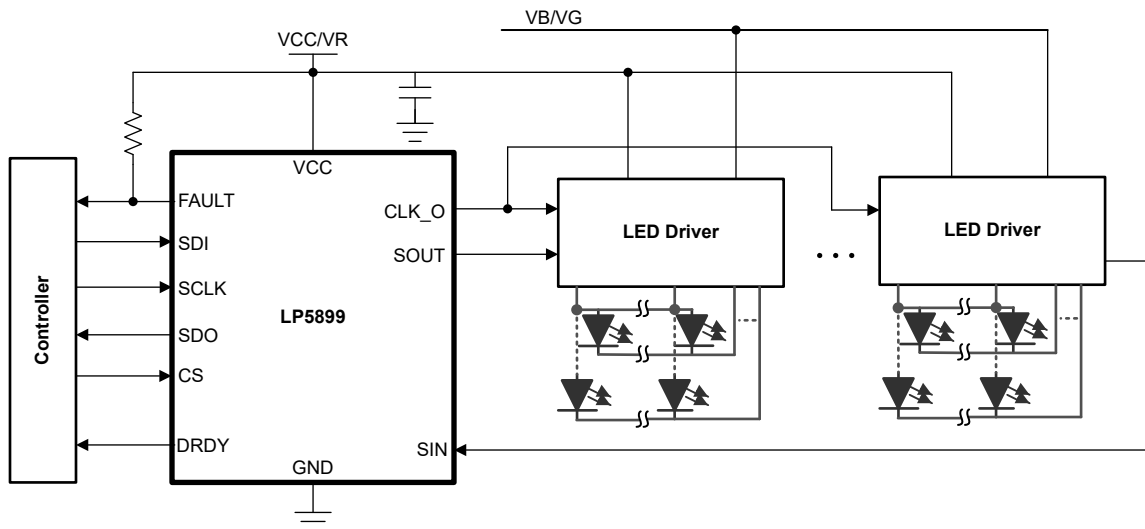 VB/VG
VCC/VR
VCC
FAULT
CLK_O
SDI
SOUT
SCLK
LP5899
SDO
CS
DRDY
SIN
GND
Controller
LED Driver
...
LED Driver